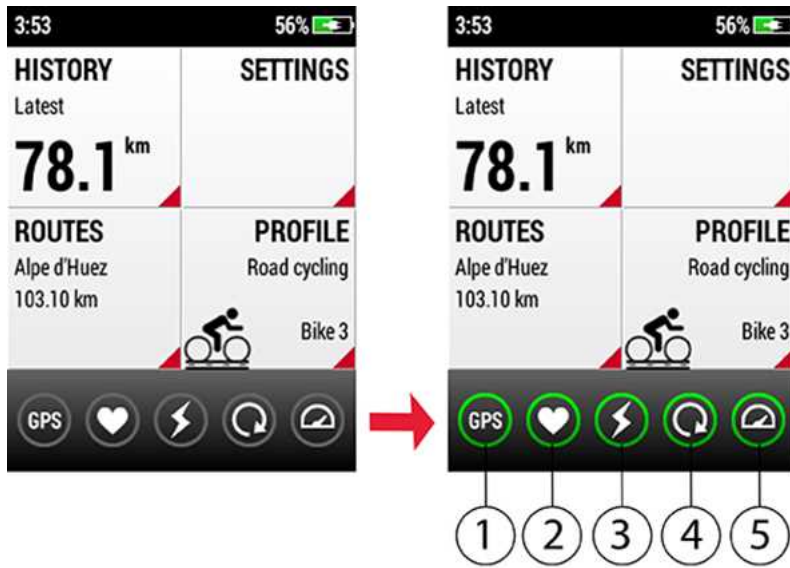 3:53 56%
HISTORY SETTINGS
Latest
78.1 km
ROUTES PROFILE
Alpe d'Huez Road cycling
103.10 km
Bike 3
GPS
3:53 56%
HISTORY SETTINGS
Latest
78.1 km
ROUTES PROFILE
Alpe d'Huez Road cycling
103.10 km
Bike 3
GPS
1 2 3 4 5